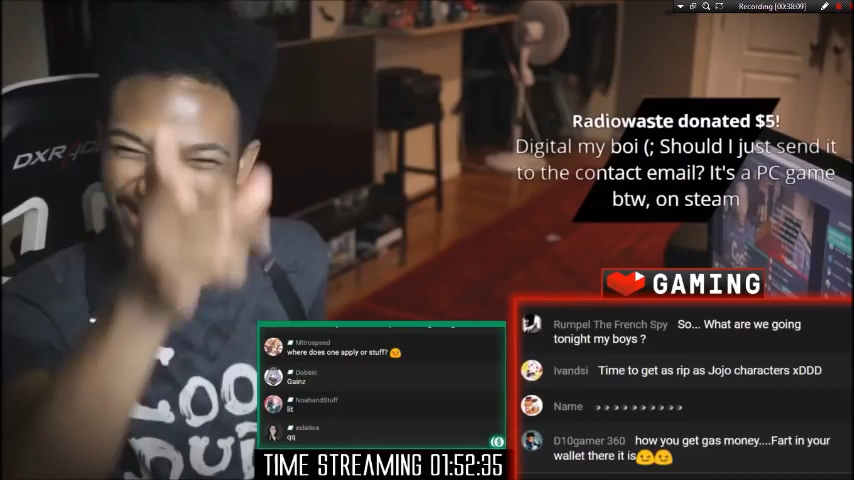 Recording [00:38:09]
DXRACER
Radiowaste donated $5!
Digital my boi (; Should I just send it
to the contact email? It's a PC game
btw, on steam
GAMING
Rumpel The French Spy So... What are we going
tonight my boys ?
Ivandsi Time to get as rip as Jojo characters xDDD
Name , , , , , , , , , ,
D10gamer 360 how you get gas money....Fart in your
wallet there it is😉😉
Mitrospeed
where does one apply or stuff? 🙂
Dobsin
Gainz
NoahandStuff
lit
eslatics
qq
TIME STREAMING 01:52:35